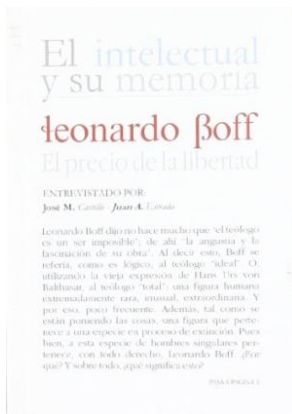 El intelectual
y su memoria
Leonardo Boff
El precio de la libertad
ENTREVISTADO POR:
José M. Castillo - Juan A. Estrada
Leonardo Boff dijo no hace mucho que "el teólogo
es un ser imposible"; de ahí "la angustia y la
fascinación de su obra". Al decir esto, Boff se
refería, como es lógico, al teólogo "ideal". O,
utilizando la vieja expresión de Hans Urs von
Balthasar, al teólogo "total": una figura humana
extremadamente rara, inusual, extraordinaria. Y
por eso, poco frecuente. Además, tal como se
están poniendo las cosas, una figura que perte-
nece a una especie en proceso de extinción. Pues
bien, a esta especie de hombres singulares per-
tenece, con todo derecho, Leonardo Boff. ¿Por
qué? Y sobre todo, ¿qué significa esto?
PASA A PÁGINA 2